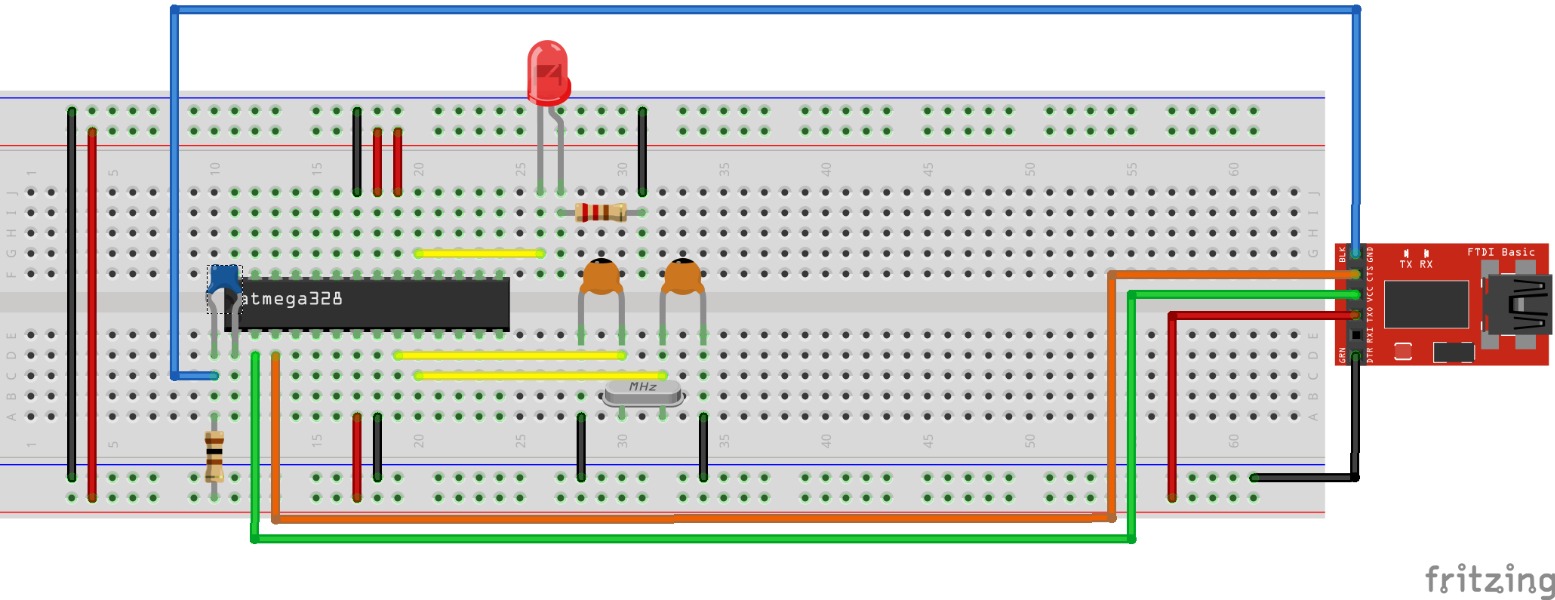 1 5 10 15 20 25 30 35 40 45 50 55 60
J J
I I
H H
G G
F F
atmega328
E E
D D
C C
B B
A A
MHz
1 5 10 15 20 25 30 35 40 45 50 55 60
BLK
GRN
GND
CTS
VCC
TXO
RXI
DTR
TX RX
FTDI Basic
fritzing